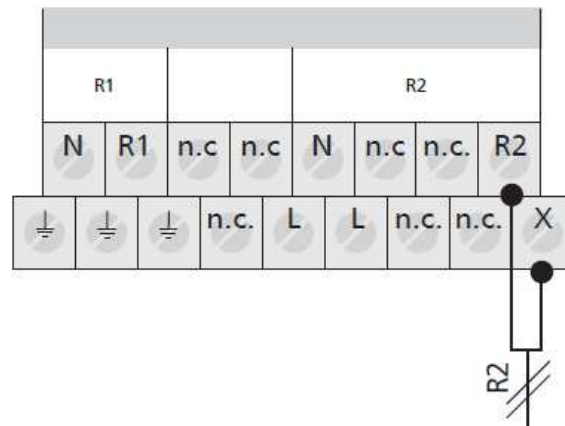 R1 R2
N R1 n.c n.c N n.c n.c. R2
n.c. L L n.c. n.c. X
R2